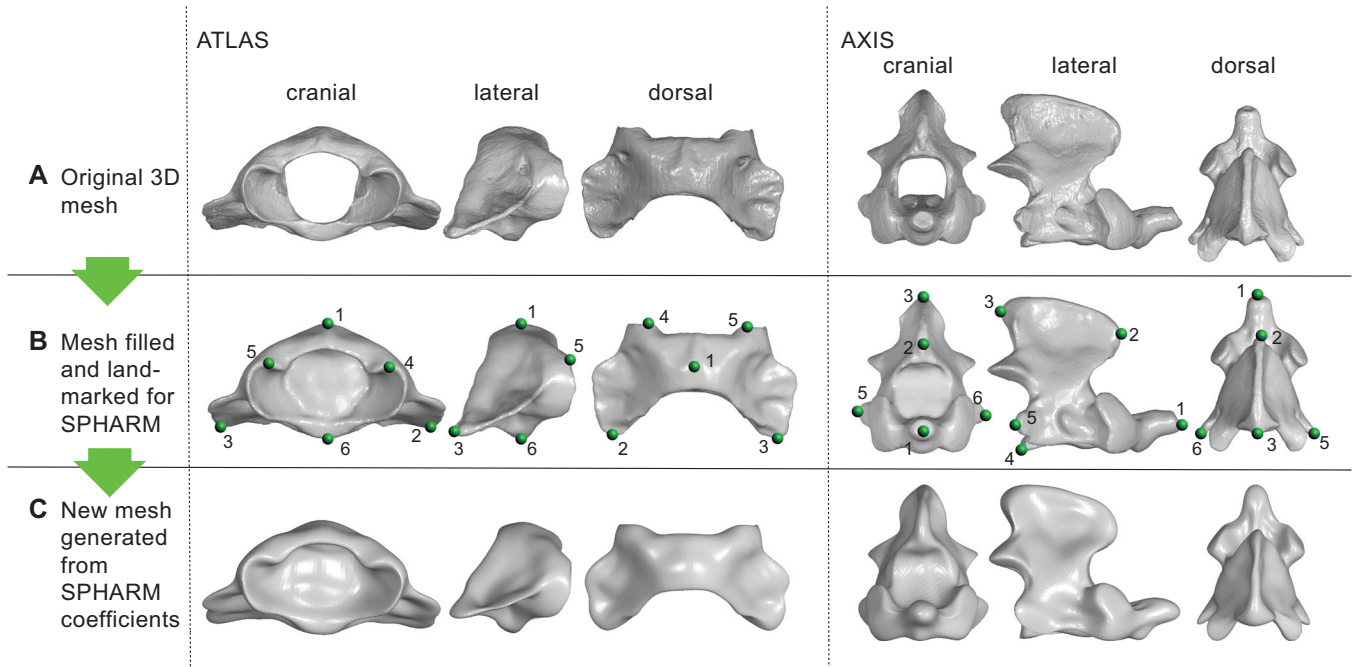 ATLAS
AXIS
cranial
lateral
dorsal
cranial
lateral
dorsal
A Original 3D
mesh
B Mesh filled
and land-
marked for
SPHARM
1
5
4
3
6
2
1
5
3
6
4
5
1
2
3
3
2
5
6
1
3
2
5
1
4
1
2
6
3
5
C New mesh
generated
from
SPHARM
coefficients